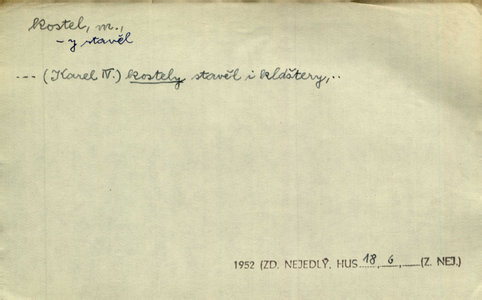 kostel, m.,
-y stavěl
--- (Karel IV.) kostely stavěl i kláštery,..
1952 (ZD. NEJEDLÝ, HUS 18, 6, (Z. NEJ.)